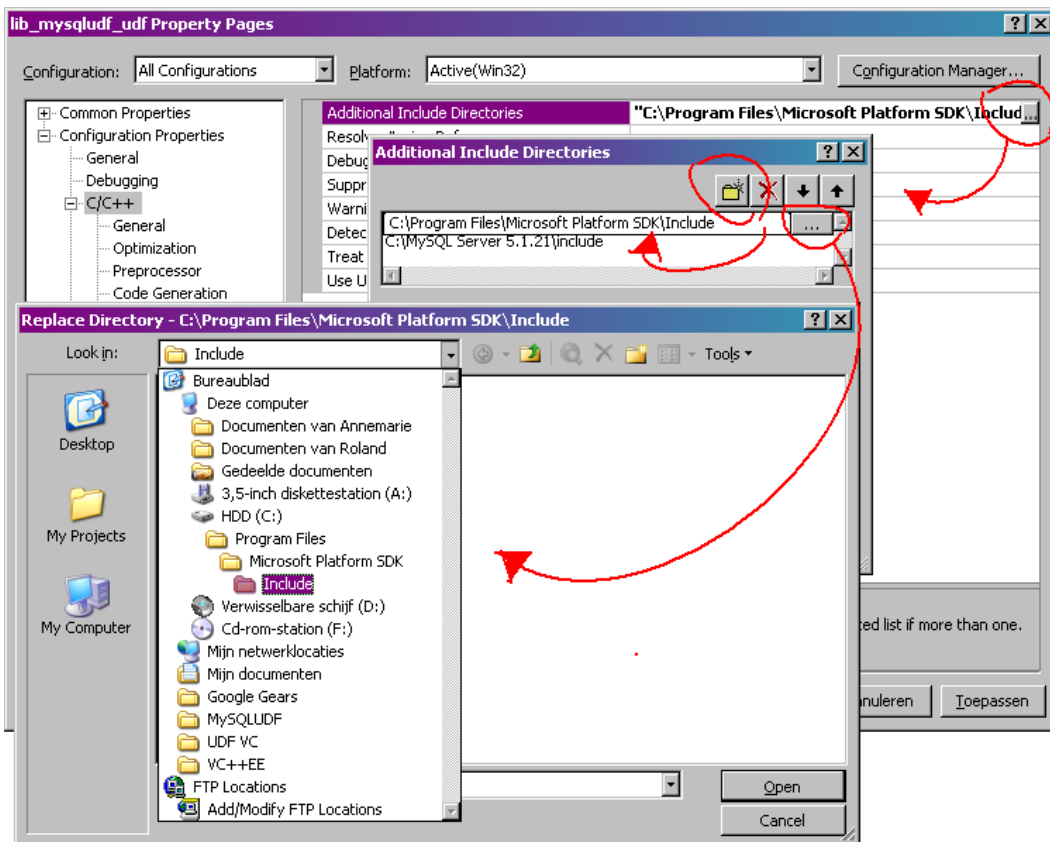 lib_mysqludf_udf Property Pages
Configuration: All Configurations Platform: Active(Win32) Configuration Manager...
Common Properties
Configuration Properties
General
Debugging
C/C++
General
Optimization
Preprocessor
Code Generation
Additional Include Directories "C:\Program Files\Microsoft Platform SDK\Includ...
Resolv
Debug
Suppr
Warni
Detec
Treat
Use U
Additional Include Directories
C:\Program Files\Microsoft Platform SDK\Include ...
C:\MySQL Server 5.1.21\include
Replace Directory - C:\Program Files\Microsoft Platform SDK\Include
Look in: Include Tools
Desktop
My Projects
My Computer
Bureaublad
Deze computer
Documenten van Annemarie
Documenten van Roland
Gedeelde documenten
3,5-inch diskettestation (A:)
HDD (C:)
Program Files
Microsoft Platform SDK
Include
Verwisselbare schijf (D:)
Cd-rom-station (F:)
Mijn netwerklocaties
Mijn documenten
Google Gears
MySQLUDF
UDF VC
VC++EE
FTP Locations
Add/Modify FTP Locations
Open
Cancel
ted list if more than one.
nnuleren Toepassen